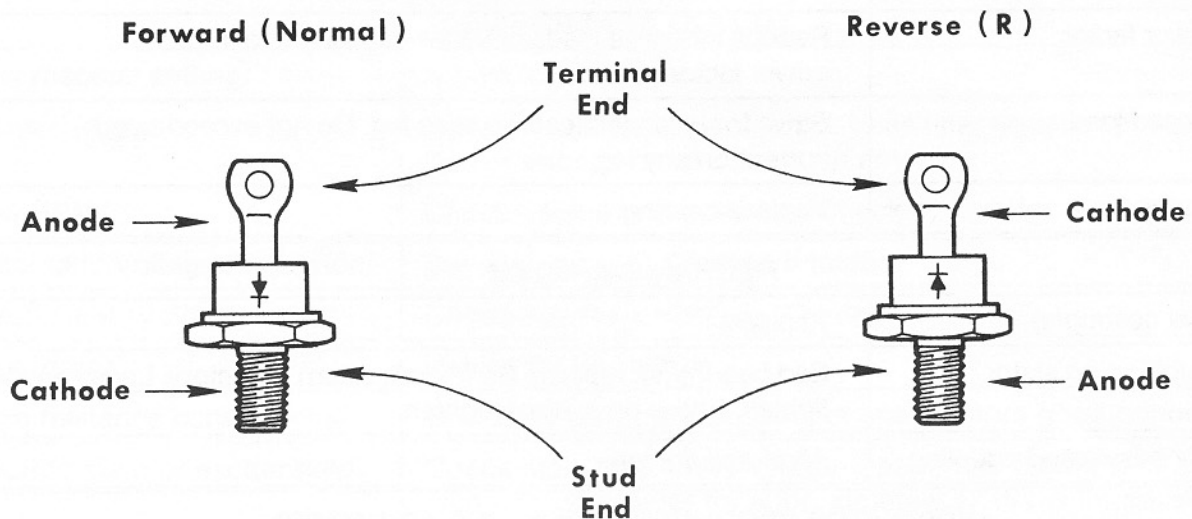 Forward (Normal)
Reverse (R)
Terminal
End
Anode
Cathode
Cathode
Anode
Stud
End